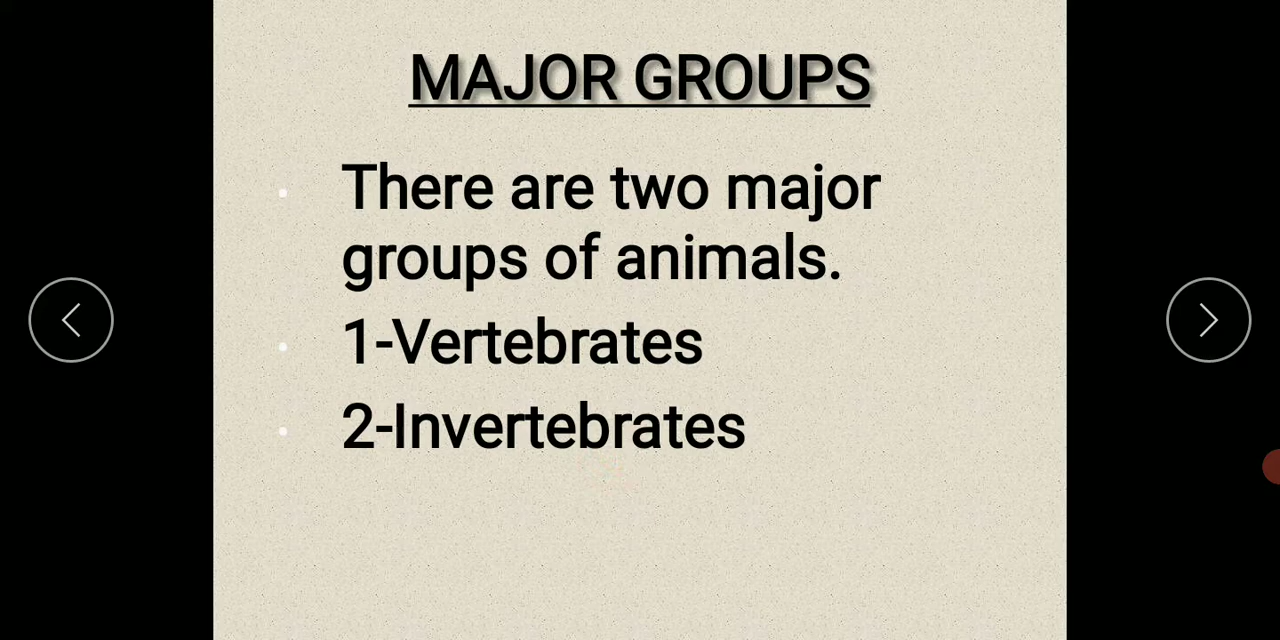 MAJOR GROUPS
There are two major
groups of animals.
1-Vertebrates
2-Invertebrates